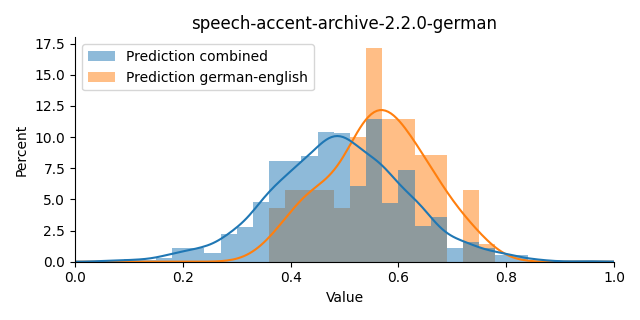 speech-accent-archive-2.2.0-german
Prediction combined
Prediction german-english
Percent
17.5
15.0
12.5
10.0
7.5
5.0
2.5
0.0
0.0 0.2 0.4 0.6 0.8 1.0
Value